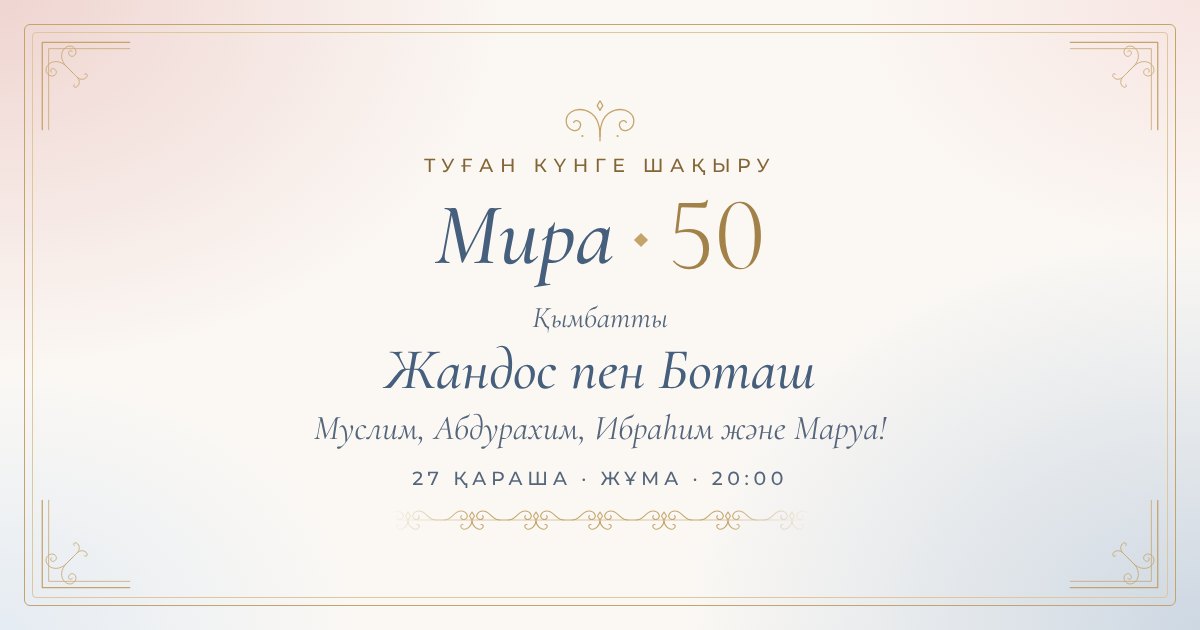 ТУҒАН КҮНГЕ ШАҚЫРУ
Мира ⬥ 50
Қымбатты
Жандос пен Боташ
Муслим, Абдурахим, Ибраһим және Маруа!
27 ҚАРАША · ЖҰМА · 20:00